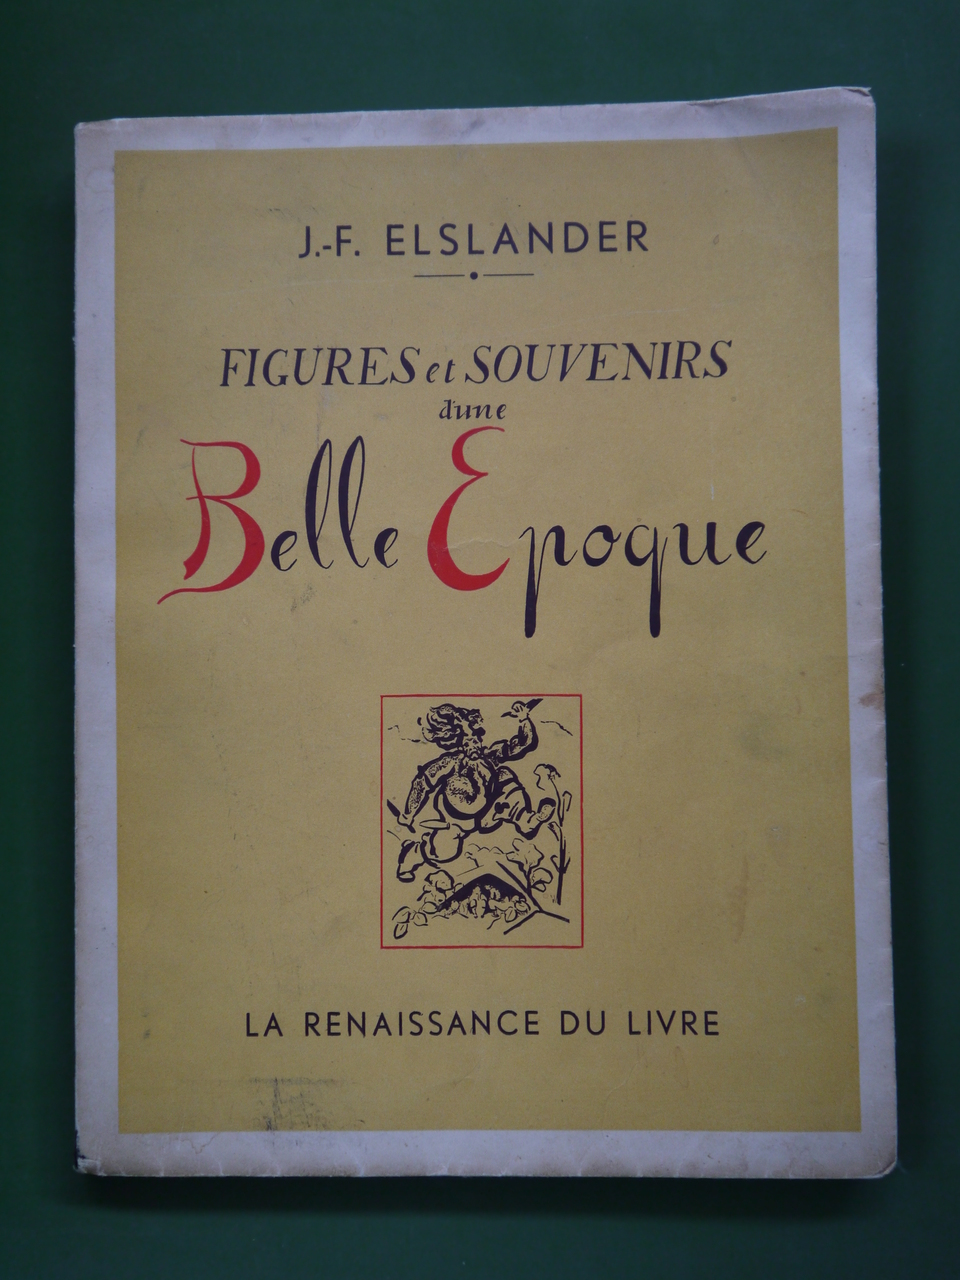 J.-F. ELSLANDER
FIGURES et SOUVENIRS
d'une
Belle Epoque
LA RENAISSANCE DU LIVRE